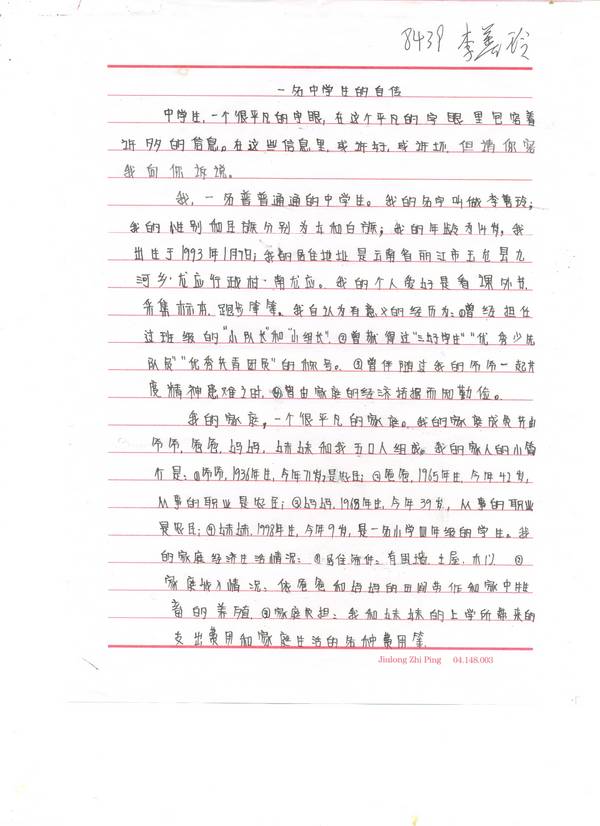 8439 李善玲
一名中学生的自传
中学生,一个很平凡的字眼,在这个平凡的字眼里包容着
许多的信息。在这些信息里,或许好,或许坏,但请你容
我向你诉说。
我,一名普普通通的中学生。我的名字叫做李善玲;
我的性别和民族分别为女和白族;我的年龄为14岁,我
出生于1993年1月7日;我的居住地址是云南省丽江市玉龙县九
河乡·龙应行政村·南龙应。我的个人爱好是看课外书
采集标本,跑步等等。我自认为有意义的经历为:①曾经担任
过班级的"小队长"和"小组长",②曾献得过"三好学生""优秀少先
队员""优秀共青团员"的称号。③曾伴随过我的爷爷一起共
度精神患难之时,④曾由家庭的经济拮据而知勤俭。
我的家庭,一个很平凡的家庭。我的家庭成员共由
爷爷,爸爸,妈妈,妹妹和我五口人组成。我的家人的小简
介是:①爷爷,1936年生,今年71岁,是农民;②爸爸,1965年生,今年42岁,
从事的职业是农民;③妈妈,1968年生,今年39岁,从事的职业
是农民;④妹妹,1998年生,今年9岁,是一名小学三年级的学生。我
的家庭经济生活情况:①居住条件:有围墙,土屋,木门 ②
家庭收入情况:依爸爸和妈妈的田间劳作和家中牲
畜的养殖,③家庭负担:我和妹妹的上学所带来的
支出费用和家庭生活的各种费用等.
Jiulong Zhi Ping 04.148.003